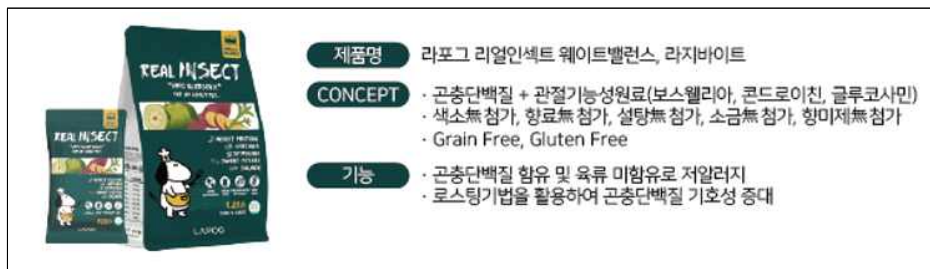 REAL INSECT
REAL INSECT
LAPOG
제품명
라포그 리얼인섹트 웨이트밸런스, 라지바이트
CONCEPT
· 곤충단백질 + 관절기능성원료(보스웰리아, 콘드로이친, 글루코사민)
· 색소無첨가, 향료無첨가, 설탕無첨가, 소금無첨가, 향미제無첨가
· Grain Free, Gluten Free
기능
· 곤충단백질 함유 및 육류 미함유로 저알러지
· 로스팅기법을 활용하여 곤충단백질 기호성 증대